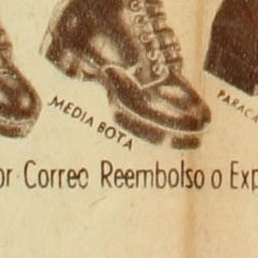 MEDIA BOTA
PARACA
or Correo Reembolso o Exp